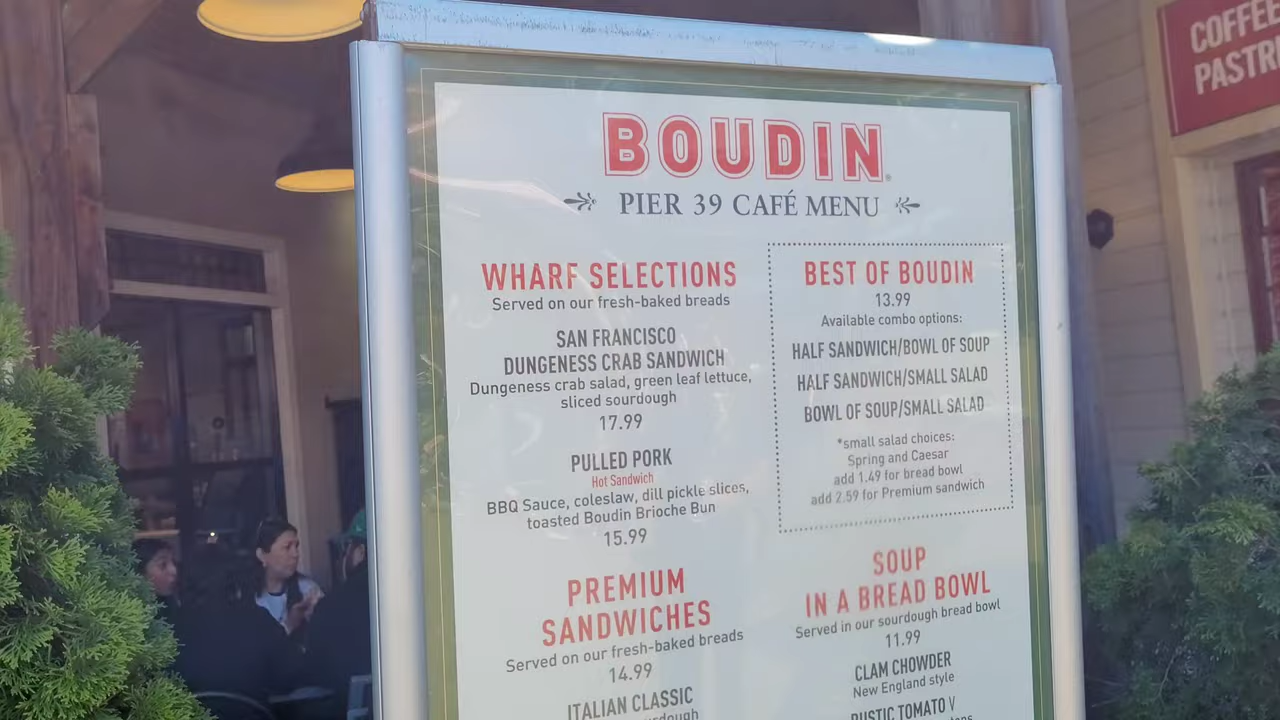 BOUDIN
PIER 39 CAFÉ MENU
WHARF SELECTIONS
Served on our fresh-baked breads
SAN FRANCISCO
DUNGENESS CRAB SANDWICH
Dungeness crab salad, green leaf lettuce,
sliced sourdough
17.99
PULLED PORK
Hot Sandwich
BBQ Sauce, coleslaw, dill pickle slices,
toasted Boudin Brioche Bun
15.99
PREMIUM
SANDWICHES
Served on our fresh-baked breads
14.99
ITALIAN CLASSIC
BEST OF BOUDIN
13.99
Available combo options:
HALF SANDWICH/BOWL OF SOUP
HALF SANDWICH/SMALL SALAD
BOWL OF SOUP/SMALL SALAD
*small salad choices:
Spring and Caesar
add 1.49 for bread bowl
add 2.59 for Premium sandwich
SOUP
IN A BREAD BOWL
Served in our sourdough bread bowl
11.99
CLAM CHOWDER
New England style
RUSTIC TOMATO V
COFFEE